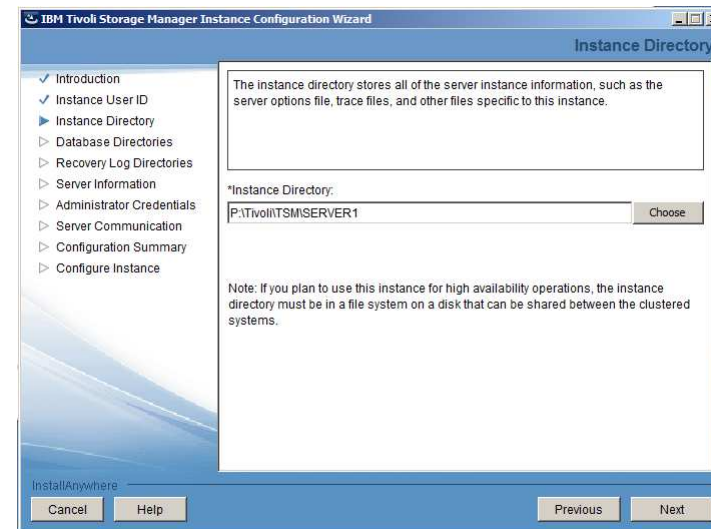 IBM Tivoli Storage Manager Instance Configuration Wizard
Instance Directory
Introduction
Instance User ID
Instance Directory
Database Directories
Recovery Log Directories
Server Information
Administrator Credentials
Server Communication
Configuration Summary
Configure Instance
The instance directory stores all of the server instance information, such as the
server options file, trace files, and other files specific to this instance.
*Instance Directory:
P:\Tivoli\TSM\SERVER1
Choose
Note: If you plan to use this instance for high availability operations, the instance
directory must be in a file system on a disk that can be shared between the clustered
systems.
InstallAnywhere
Cancel
Help
Previous
Next